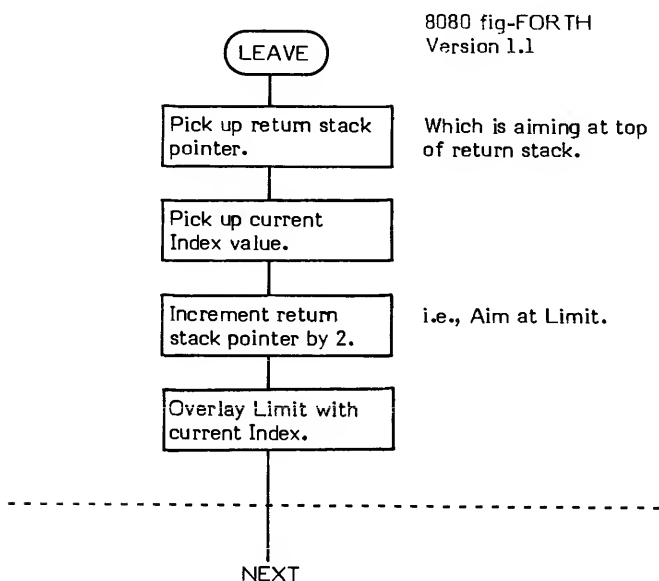 8080 fig-FORTH
Version 1.1
LEAVE
Pick up return stack
pointer.
Which is aiming at top
of return stack.
Pick up current
Index value.
Increment return
stack pointer by 2.
i.e., Aim at Limit.
Overlay Limit with
current Index.
NEXT